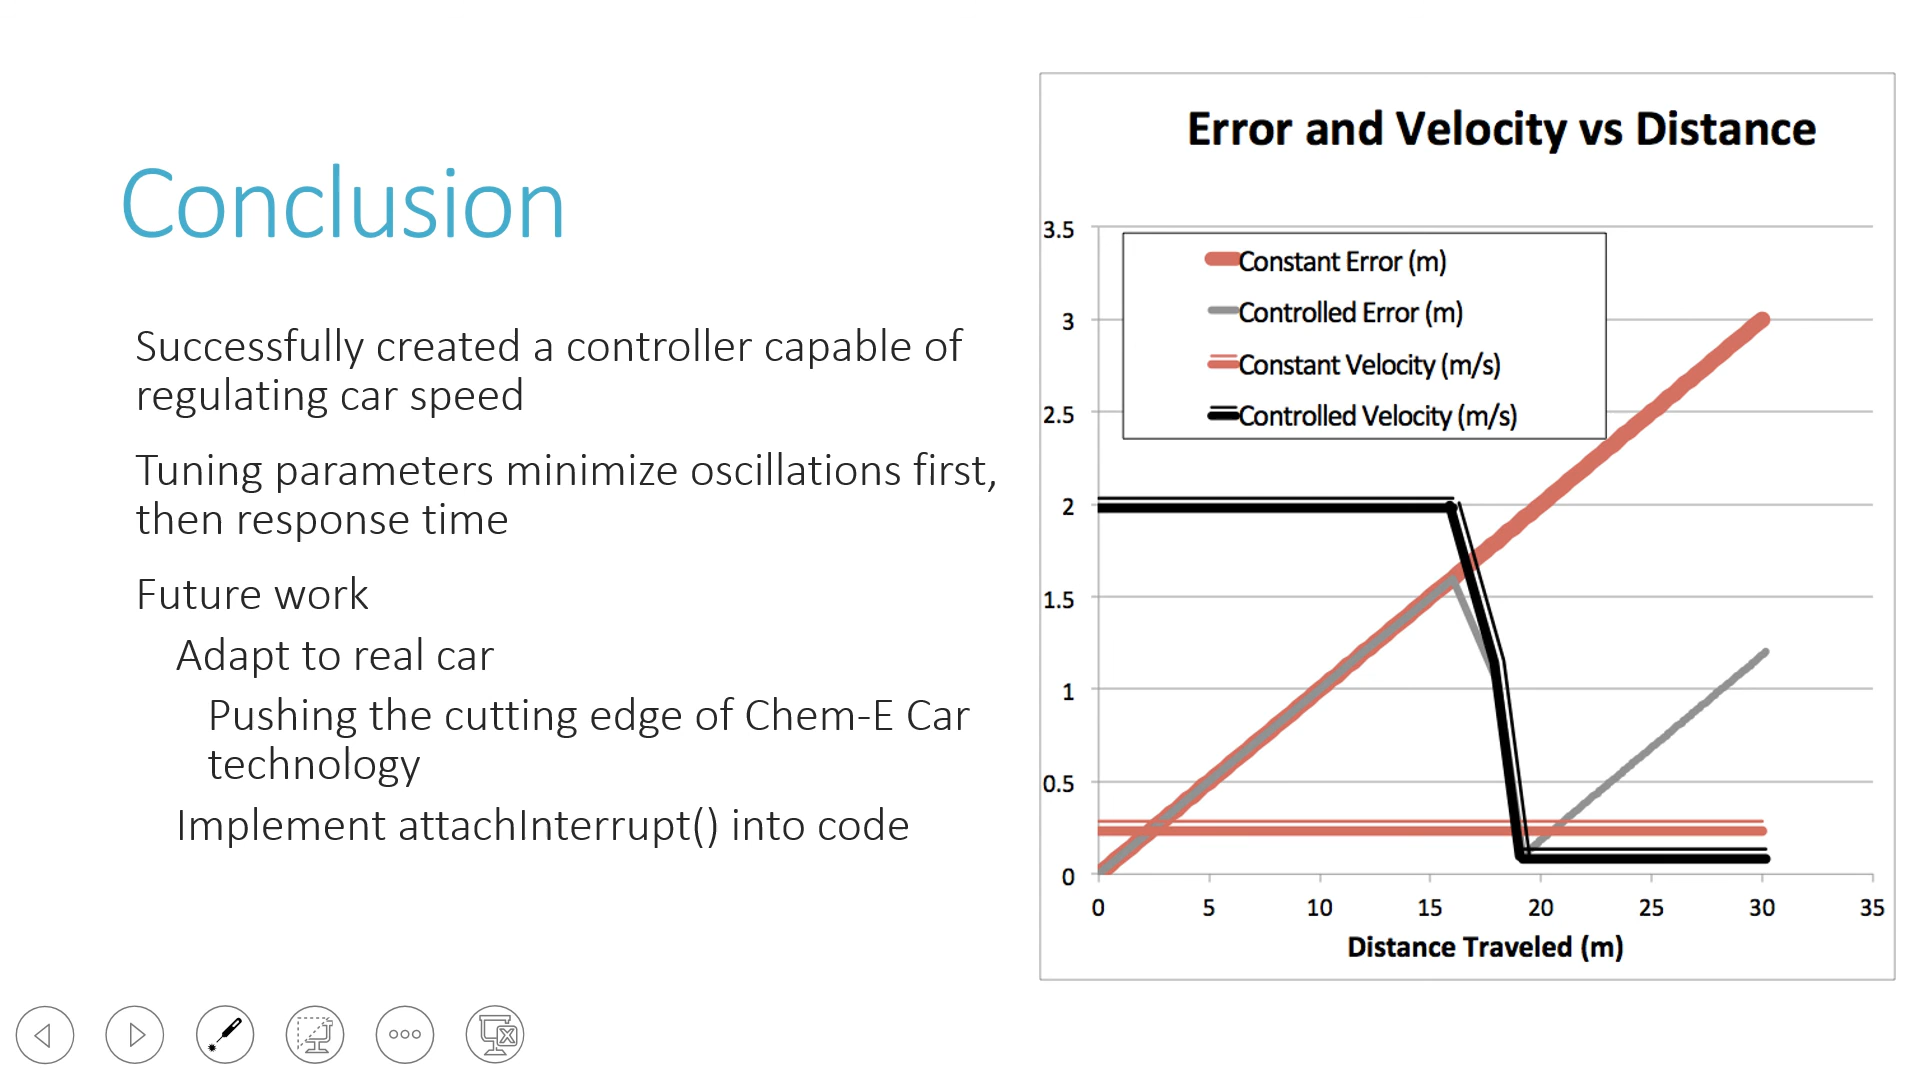 Conclusion
Successfully created a controller capable of
regulating car speed
Tuning parameters minimize oscillations first,
then response time
Future work
Adapt to real car
Pushing the cutting edge of Chem-E Car
technology
Implement attachInterrupt() into code
Error and Velocity vs Distance
3.5
3
2.5
2
1.5
1
0.5
0
Constant Error (m)
Controlled Error (m)
Constant Velocity (m/s)
Controlled Velocity (m/s)
0 5 10 15 20 25 30 35
Distance Traveled (m)